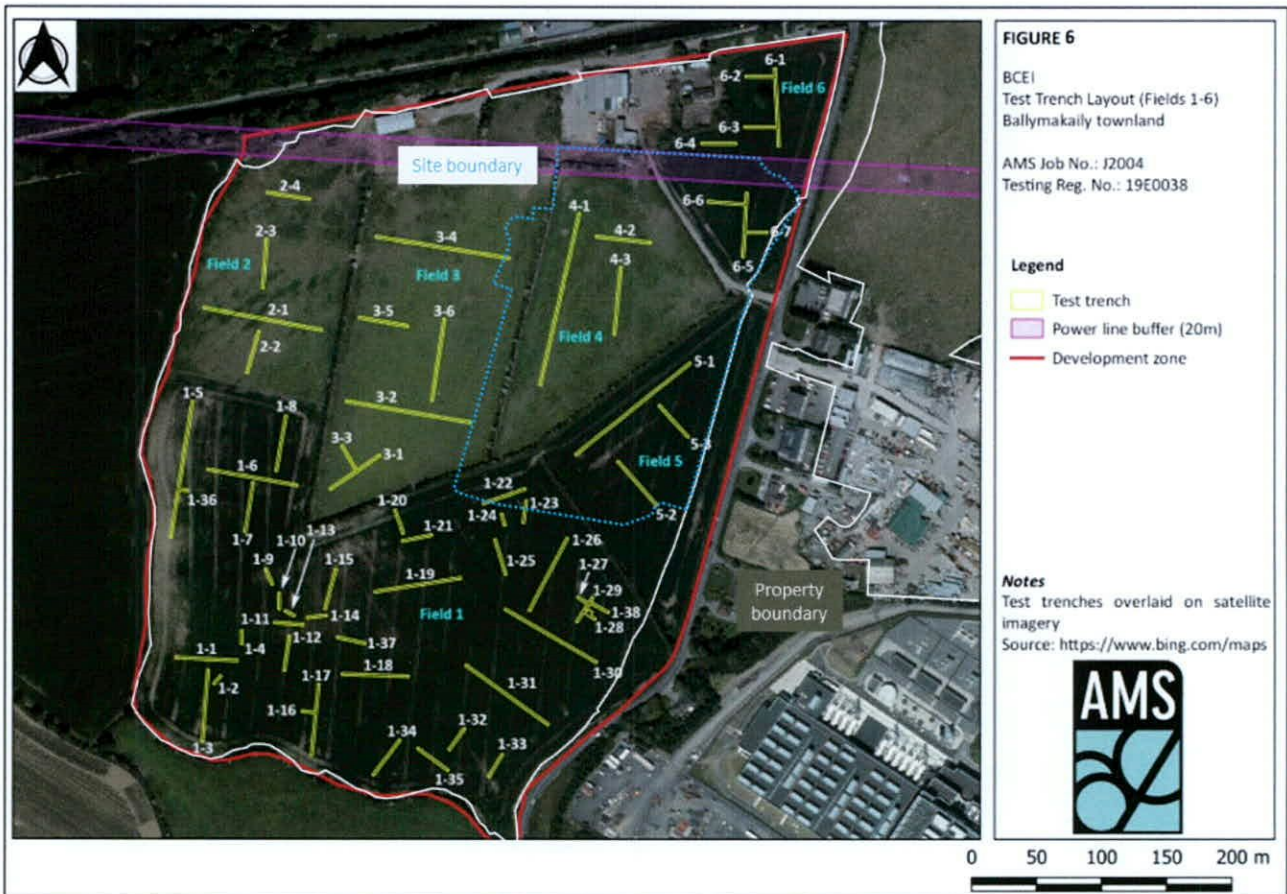 FIGURE 6
BCEI
Test Trench Layout (Fields 1-6)
Ballymakaily townland
AMS Job No.: J2004
Testing Reg. No.: 19E0038
Legend
Test trench
Power line buffer (20m)
Development zone
Notes
Test trenches overlaid on satellite
imagery
Source: https://www.bing.com/maps
AMS
0 50 100 150 200 m
6-1
6-2
Field 6
6-3
6-4
Site boundary
2-4
6-6
4-1
6-7
2-3
3-4
4-2
Field 2
Field 3
4-3
6-5
2-1
3-5
3-6
Field 4
2-2
5-1
1-5
1-8
3-2
3-3
3-1
5-3
1-6
Field 5
1-36
1-22
1-20
1-23
5-2
1-24
1-7
1-10
1-13
1-21
1-26
1-9
1-15
1-25
1-27
1-19
1-29
Property
boundary
1-11
1-14
Field 1
1-38
1-28
1-12
1-4
1-37
1-1
1-18
1-30
1-2
1-17
1-31
1-16
1-32
1-34
1-3
1-33
1-35